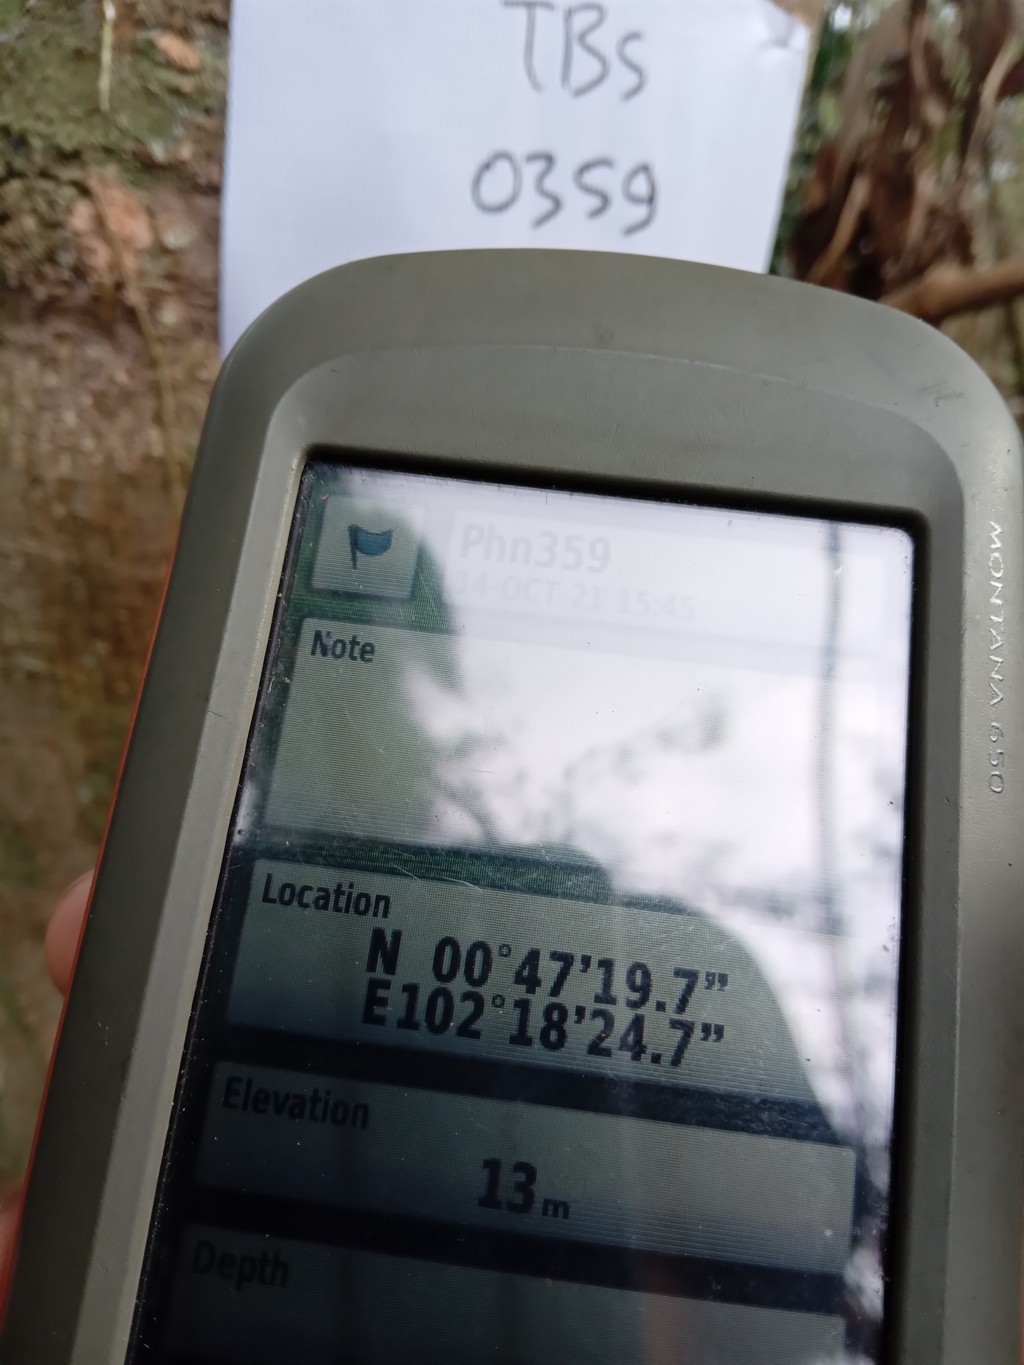 TBS
0359
Phn359
14-OCT-21 15:45
Note
Location
N 00°47'19.7"
E102°18'24.7"
Elevation
13m
Depth
MONTANA 650